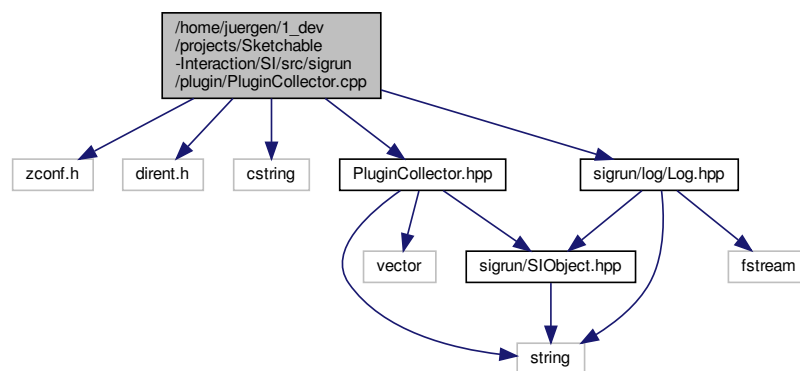 /home/juergen/1_dev
/projects/Sketchable
-Interaction/SI/src/sigrun
/plugin/PluginCollector.cpp
zconf.h
dirent.h
cstring
PluginCollector.hpp
sigrun/log/Log.hpp
vector
sigrun/SIObject.hpp
fstream
string